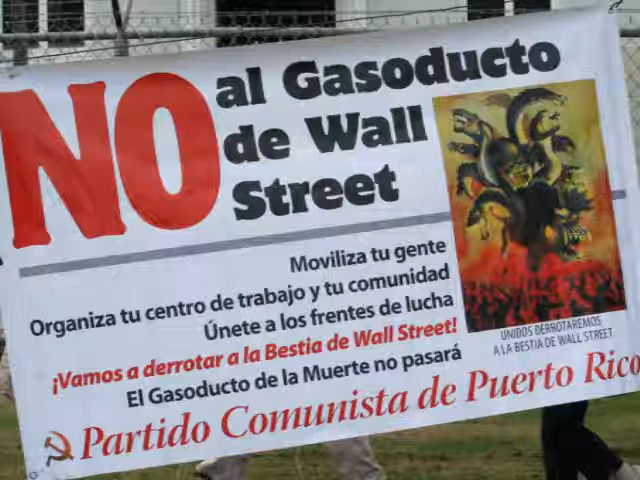 NO al Gasoducto
de Wall
Street
Moviliza tu gente
Organiza tu centro de trabajo y tu comunidad
Únete a los frentes de lucha
¡Vamos a derrotar a la Bestia de Wall Street!
El Gasoducto de la Muerte no pasará
UNIDOS DERROTAREMOS
A LA BESTIA DE WALL STREET
Partido Comunista de Puerto Rico